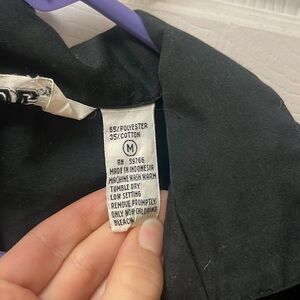 65% POLYESTER
35% COTTON
M
RN 59766
MADE IN INDONESIA
MACHINE WASH WARM
TUMBLE DRY
LOW SETTING
REMOVE PROMPTLY
ONLY NON-CHLORINE
BLEACH